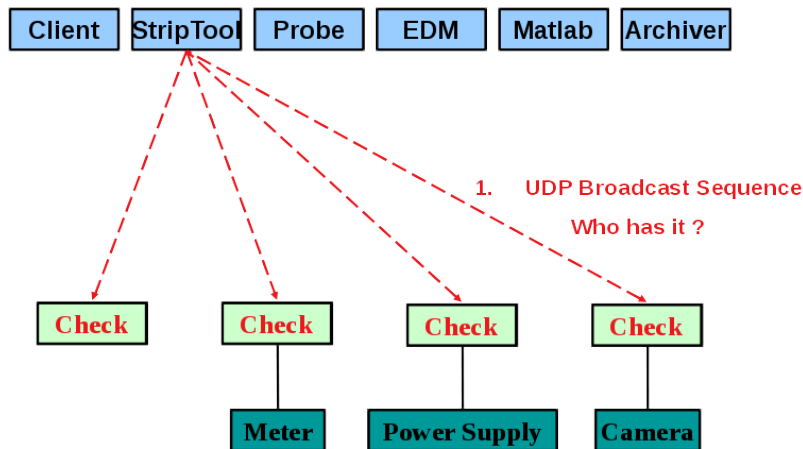 Client StripTool Probe EDM Matlab Archiver
1. UDP Broadcast Sequence
Who has it ?
Check Check Check Check
Meter Power Supply Camera